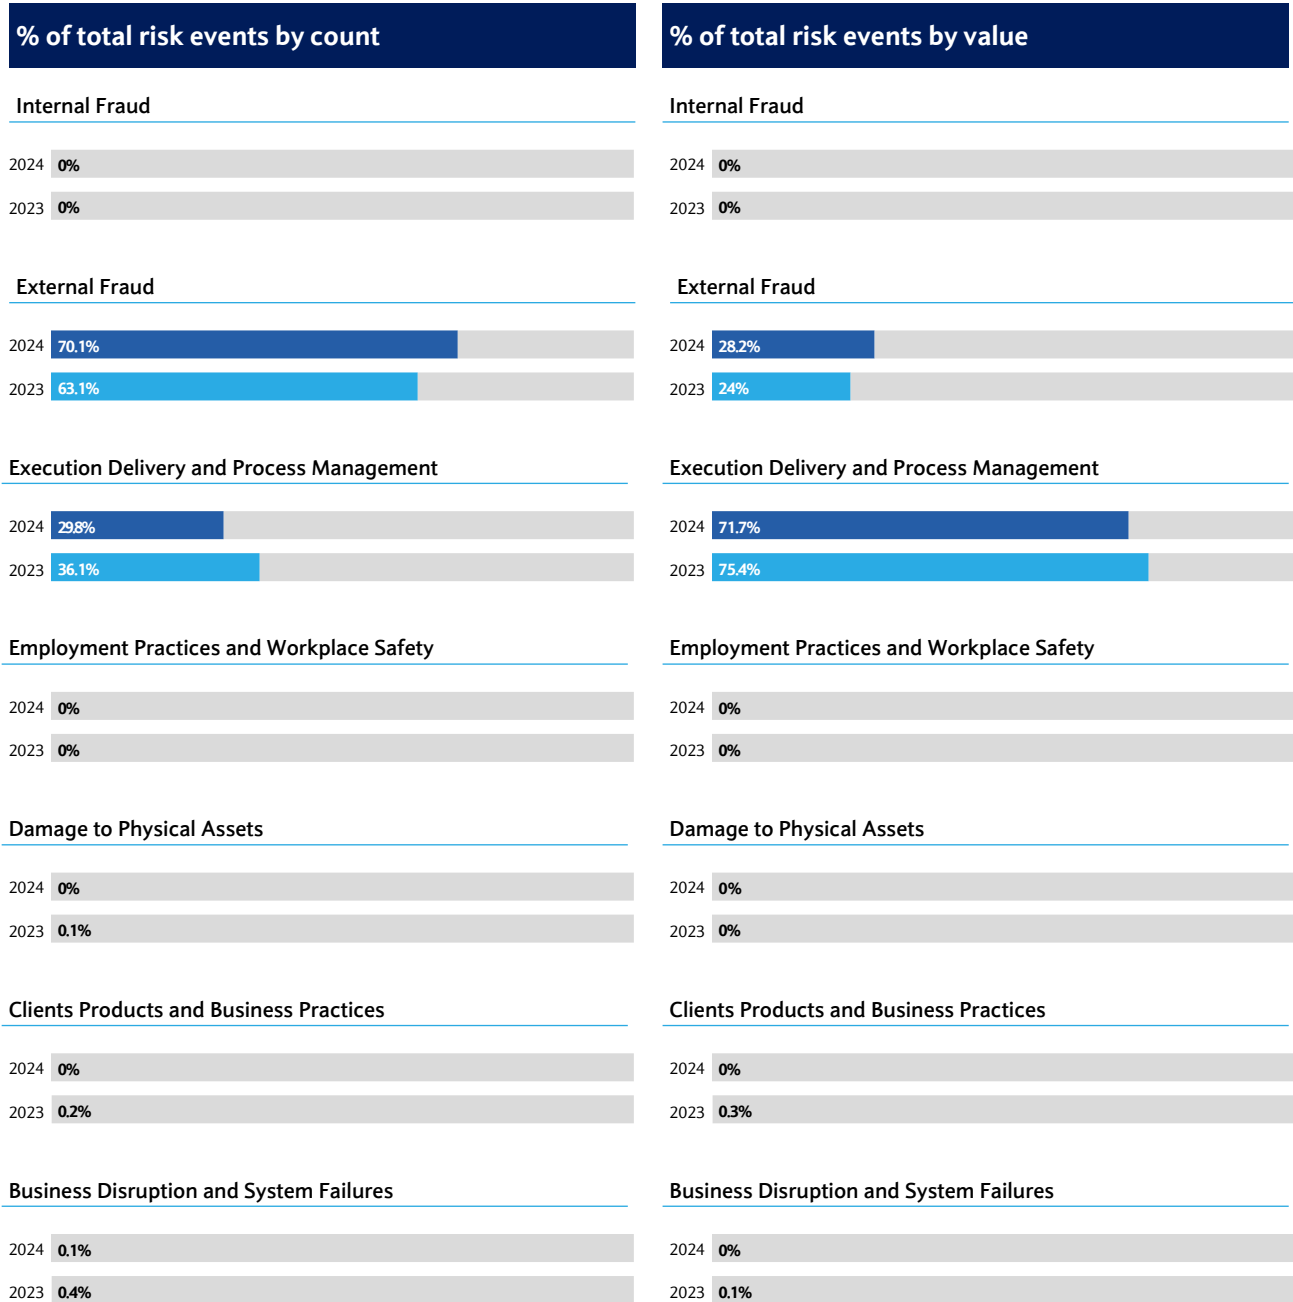 % of total risk events by count
Internal Fraud
2024 0%
2023 0%
External Fraud
2024 70.1%
2023 63.1%
Execution Delivery and Process Management
2024 29.8%
2023 36.1%
Employment Practices and Workplace Safety
2024 0%
2023 0%
Damage to Physical Assets
2024 0%
2023 0.1%
Clients Products and Business Practices
2024 0%
2023 0.2%
Business Disruption and System Failures
2024 0.1%
2023 0.4%
% of total risk events by value
Internal Fraud
2024 0%
2023 0%
External Fraud
2024 28.2%
2023 24%
Execution Delivery and Process Management
2024 71.7%
2023 75.4%
Employment Practices and Workplace Safety
2024 0%
2023 0%
Damage to Physical Assets
2024 0%
2023 0%
Clients Products and Business Practices
2024 0%
2023 0.3%
Business Disruption and System Failures
2024 0%
2023 0.1%